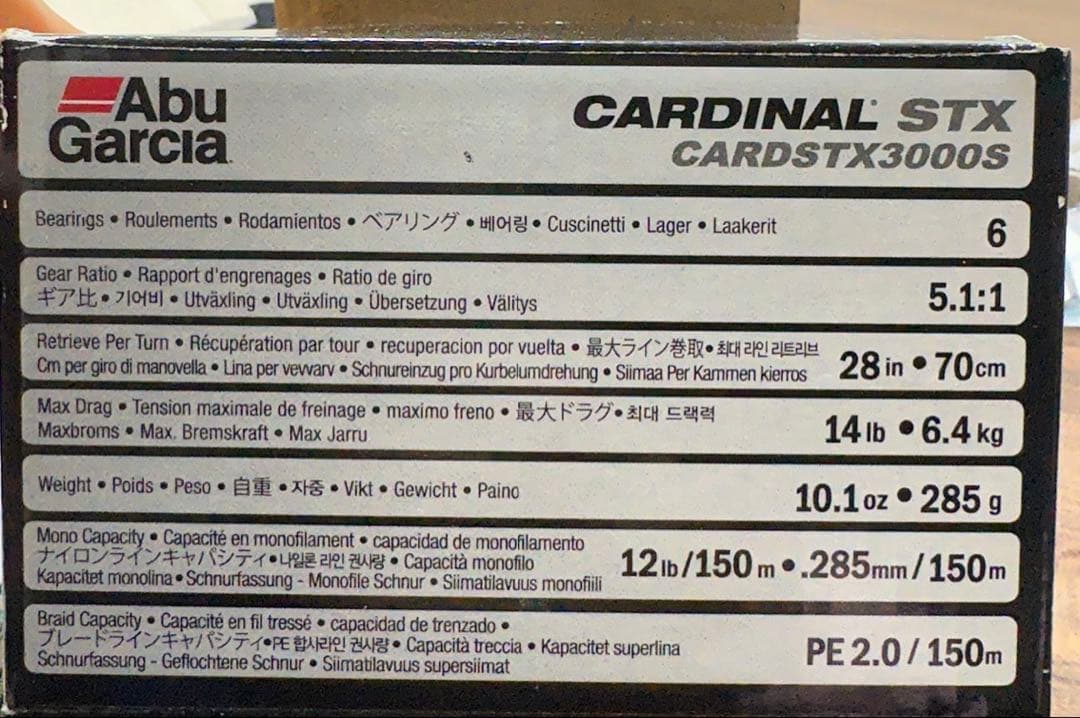 Abu
Garcia
CARDINAL STX
CARDSTX3000S
Bearings • Roulements • Rodamientos • ベアリング • 베어링 • Cuscinetti • Lager • Laakerit
6
Gear Ratio • Rapport d'engrenages • Ratio de giro
ギア比 • 기어비 • Utväxling • Utväxling • Übersetzung • Välitys
5.1:1
Retrieve Per Turn • Récupération par tour • recuperacion por vuelta • 最大ライン巻取 • 최대 라인 리트리브
Cm per giro di manovella • Lina per vevvarv • Schnureinzug pro Kurbelumdrehung • Siimaa Per Kammen kierros
28 in • 70cm
Max Drag • Tension maximale de freinage • maximo freno • 最大ドラグ • 최대 드랙력
Maxbroms • Max. Bremskraft • Max Jarru
14 lb • 6.4 kg
Weight • Poids • Peso • 自重 • 자중 • Vikt • Gewicht • Paino
10.1 oz • 285 g
Mono Capacity • Capacité en monofilament • capacidad de monofilamento
ナイロンラインキャパシティ • 나일론 라인 권사량 • Capacità monofilo
Kapacitet monolina • Schnurfassung - Monofile Schnur • Siimatilavuus monofiili
12 lb/150 m • .285mm/150m
Braid Capacity • Capacité en fil tressé • capacidad de trenzado •
ブレードラインキャパシティ • PE 합사라인 권사량 • Capacità treccia • Kapacitet superlina
Schnurfassung - Geflochtene Schnur • Siimatilavuus supersiimat
PE 2.0 / 150m